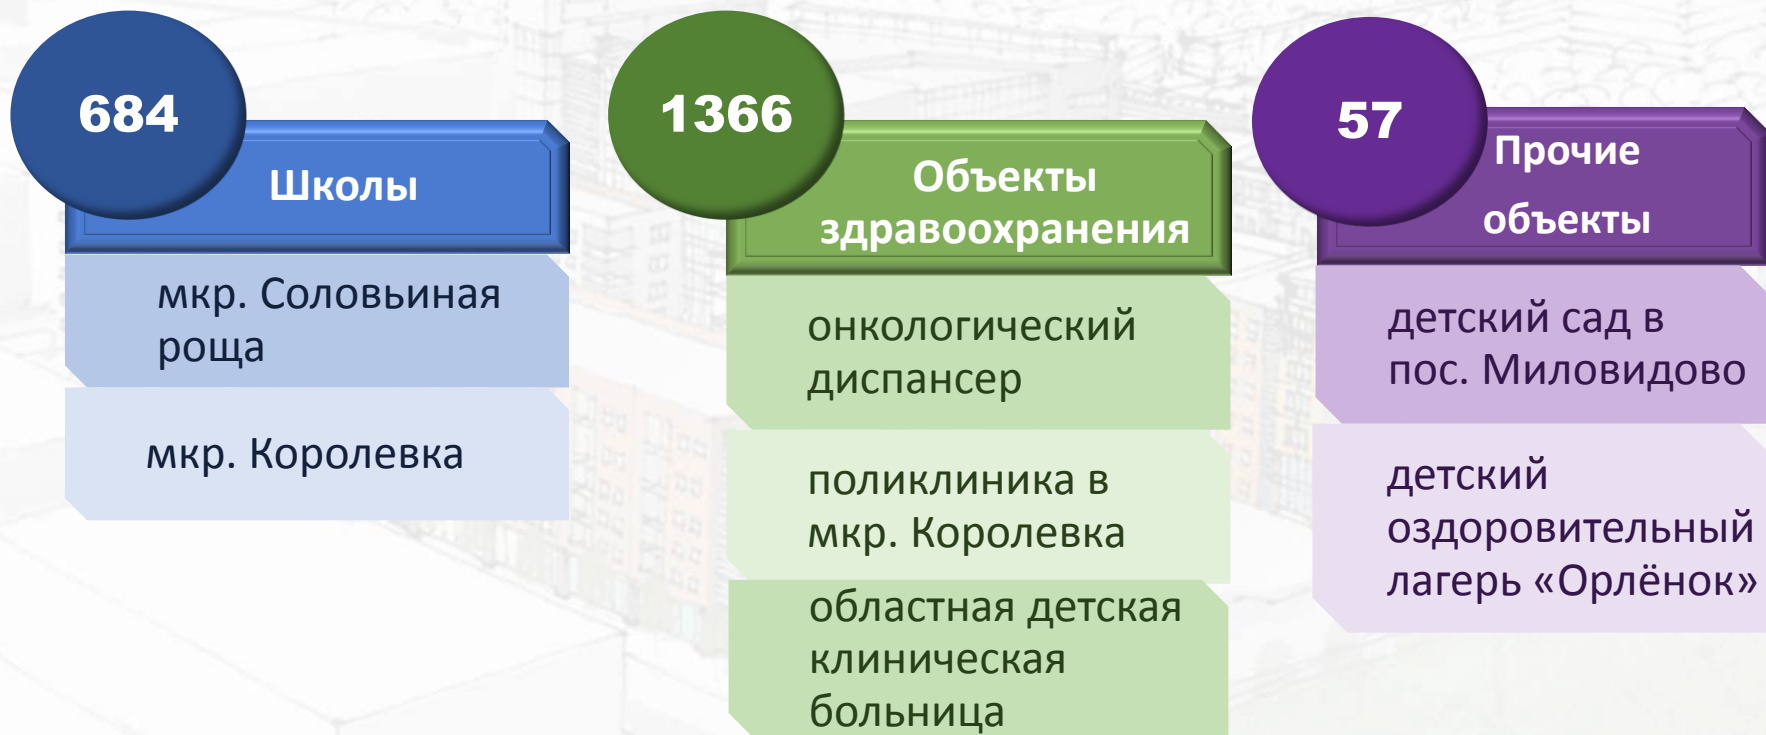 684
Школы
мкр. Соловьиная
роща
мкр. Королевка
1366
Объекты
здравоохранения
онкологический
диспансер
поликлиника в
мкр. Королевка
областная детская
клиническая
больница
57
Прочие
объекты
детский сад в
пос. Миловидово
детский
оздоровительный
лагерь «Орлёнок»